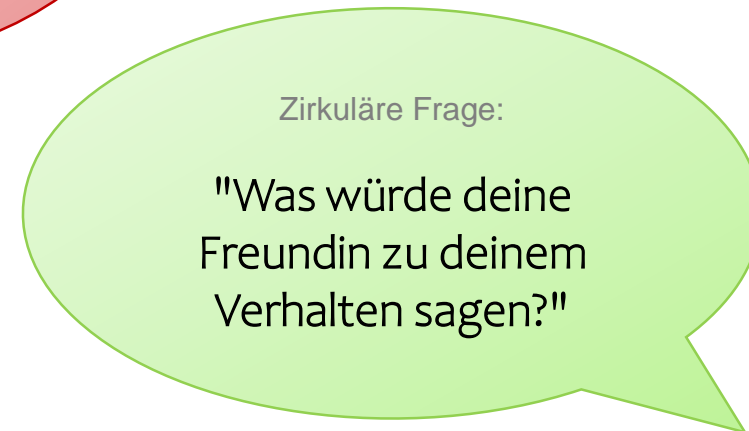 Zirkuläre Frage:
"Was würde deine
Freundin zu deinem
Verhalten sagen?"